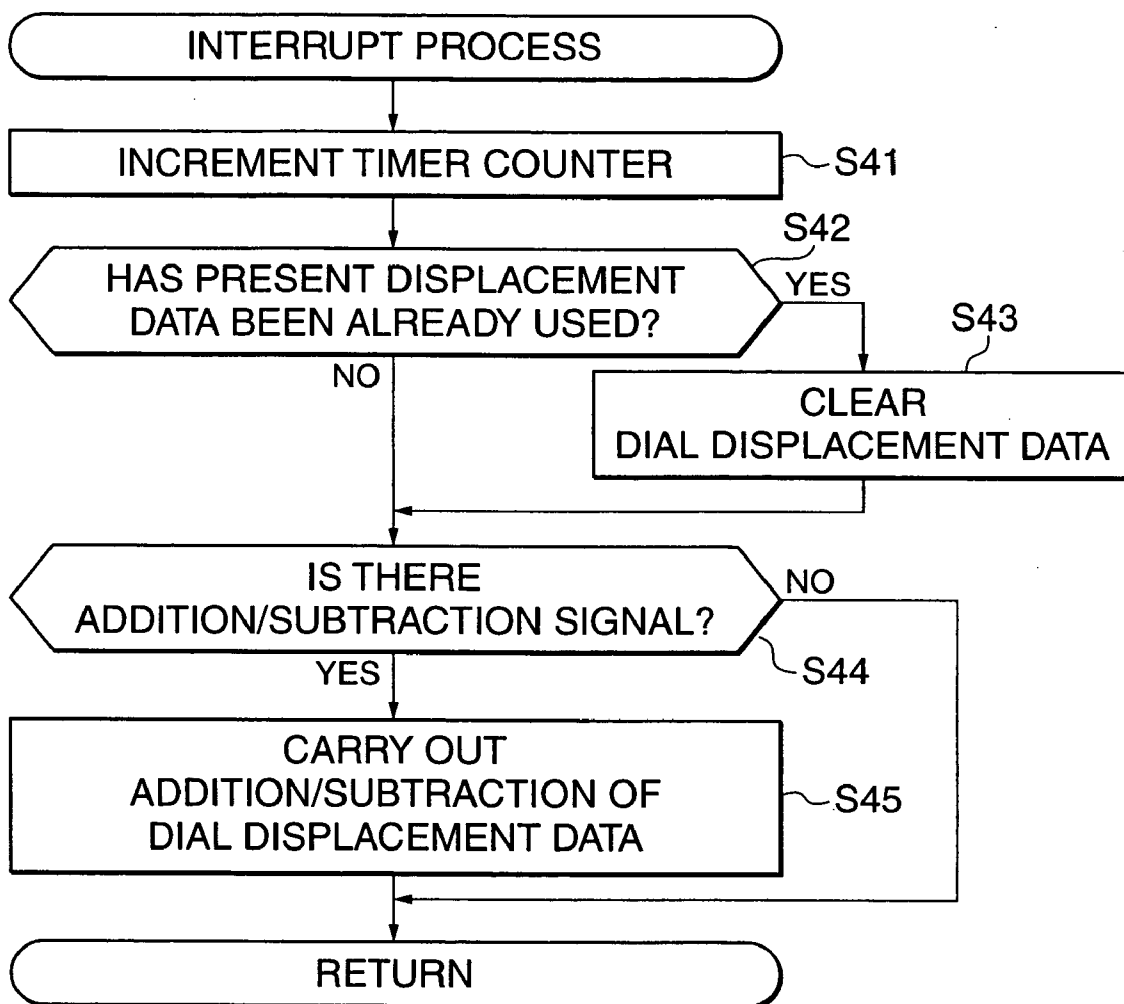 INTERRUPT PROCESS
INCREMENT TIMER COUNTER
S41
S42
HAS PRESENT DISPLACEMENT
DATA BEEN ALREADY USED?
YES
NO
S43
CLEAR
DIAL DISPLACEMENT DATA
IS THERE
ADDITION/SUBTRACTION SIGNAL?
NO
YES
S44
CARRY OUT
ADDITION/SUBTRACTION OF
DIAL DISPLACEMENT DATA
S45
RETURN